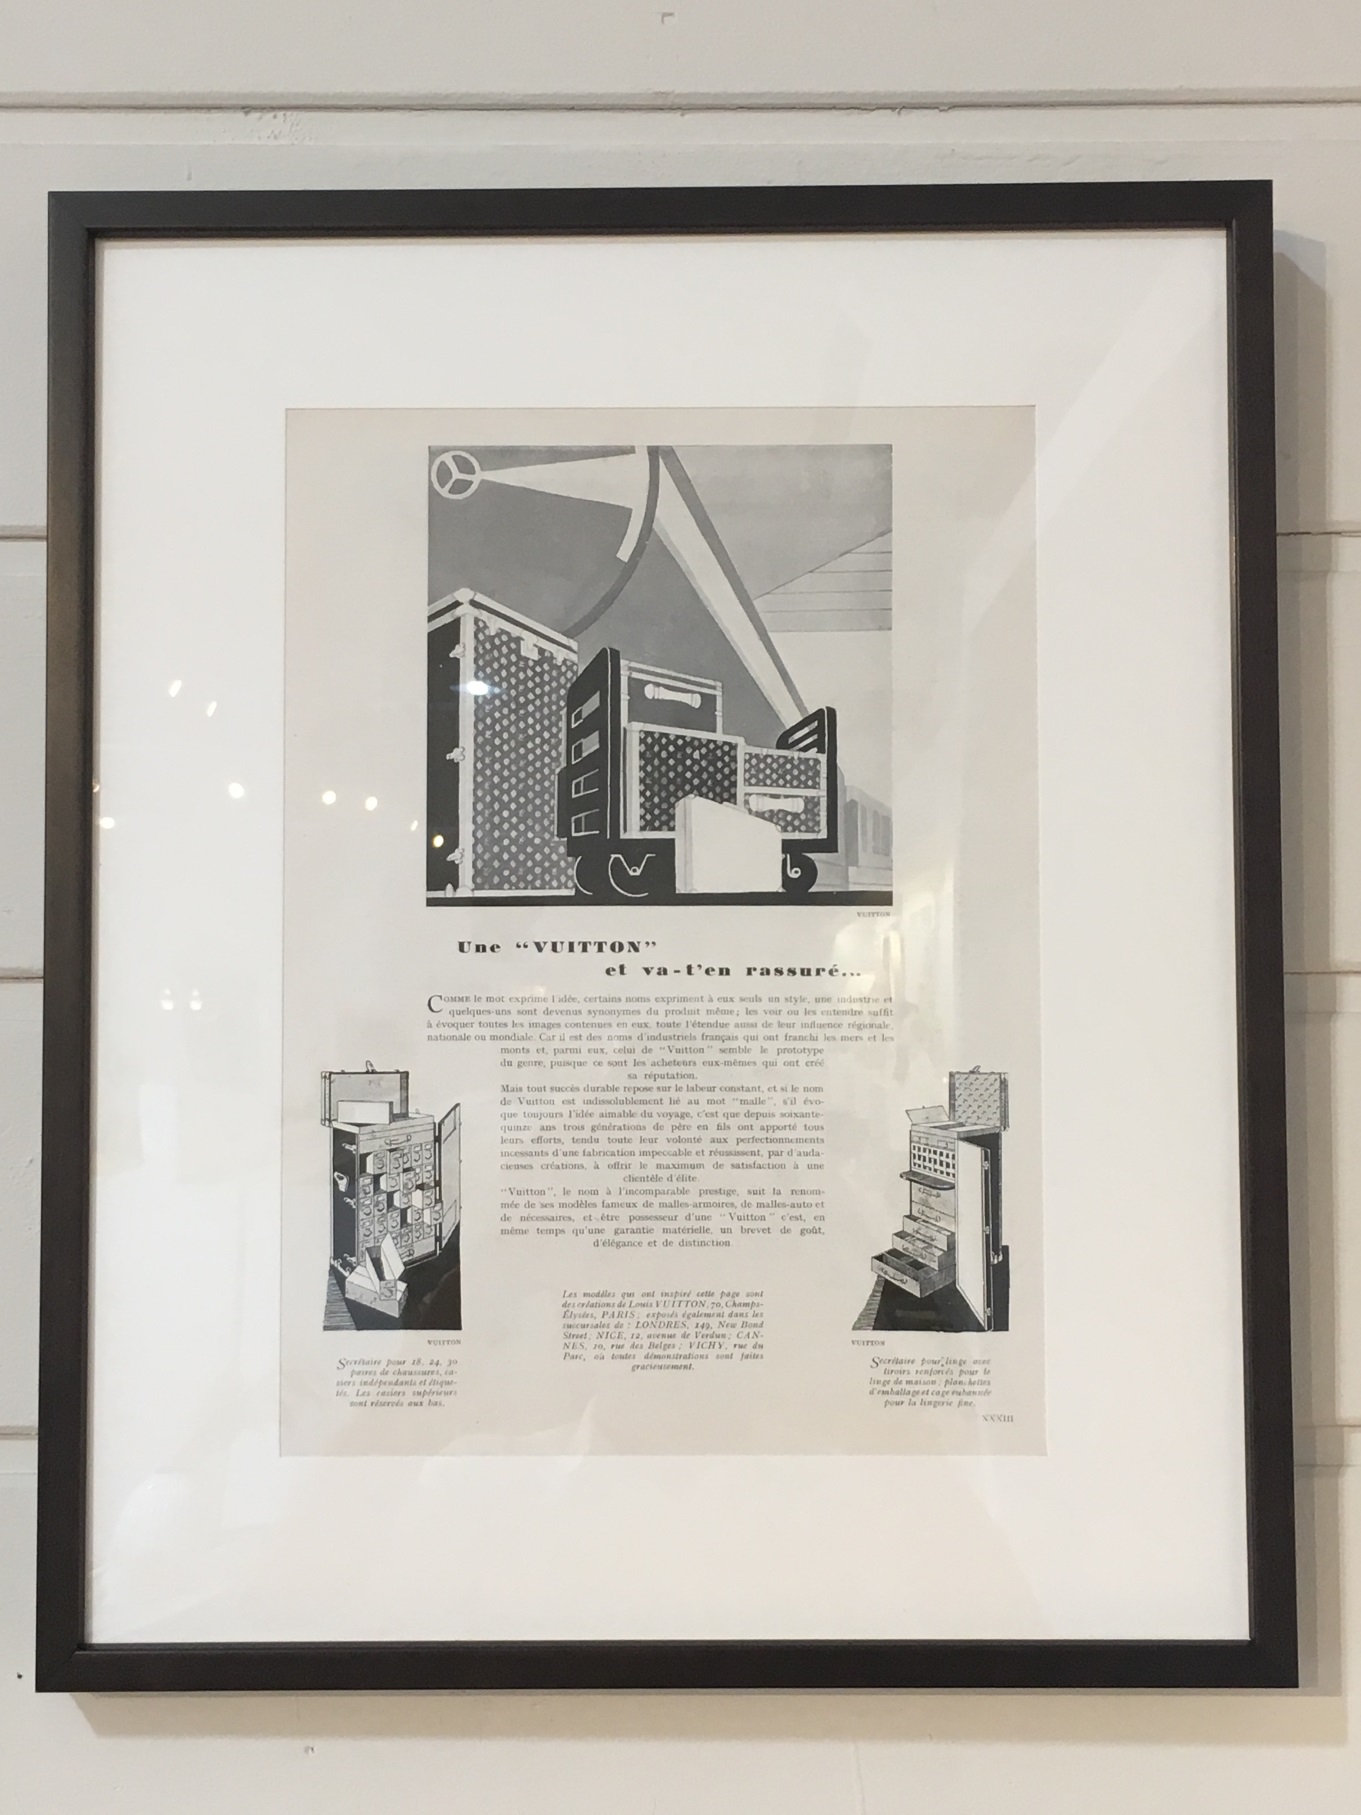 VUITTON
Une “VUITTON”
et va-t'en rassuré...
COMME le mot exprime l'idée, certains noms expriment à eux seuls un style, une industrie et
quelques-uns sont devenus synonymes du produit même; les voir ou les entendre suffit
à évoquer toutes les images contenues en eux, toute l'étendue aussi de leur influence régionale,
nationale ou mondiale. Car il est des noms d'industriels français qui ont franchi les mers et les
monts et, parmi eux, celui de “Vuitton” semble le prototype
du genre, puisque ce sont les acheteurs eux-mêmes qui ont créé
sa réputation.
Mais tout succès durable repose sur le labeur constant, et si le nom
de Vuitton est indissolublement lié au mot “malle”, s'il évo-
que toujours l'idée aimable du voyage, c'est que depuis soixante-
quinze ans trois générations de père en fils ont apporté tous
leurs efforts, tendu toute leur volonté aux perfectionnements
incessants d'une fabrication impeccable et réussissent, par d'auda-
cieuses créations, à offrir le maximum de satisfaction à une
clientèle d'élite.
“Vuitton”, le nom à l'incomparable prestige, suit la renom-
mée de ses modèles fameux de malles-armoires, de malles-auto et
de nécessaires, et être possesseur d'une “Vuitton” c'est, en
même temps qu'une garantie matérielle, un brevet de goût,
d'élégance et de distinction.
Les modèles qui ont inspiré cette page sont
des créations de Louis VUITTON, 70, Champs-
Élysées, PARIS; exposés également dans les
succursales de : LONDRES, 149, New Bond
Street; NICE, 12, avenue de Verdun; CAN-
NES, 10, rue des Belges; VICHY, rue du
Parc, où toutes démonstrations sont faites
gracieusement.
VUITTON
Secrétaire pour 18, 24, 30
paires de chaussures, ca-
siers indépendants et étique-
tés. Les casiers supérieurs
sont réservés aux bas.
VUITTON
Secrétaire pour linge avec
tiroirs renforcés pour le
linge de maison; planchettes
d'emballage et cage enbannée
pour la lingerie fine.
XXXIII